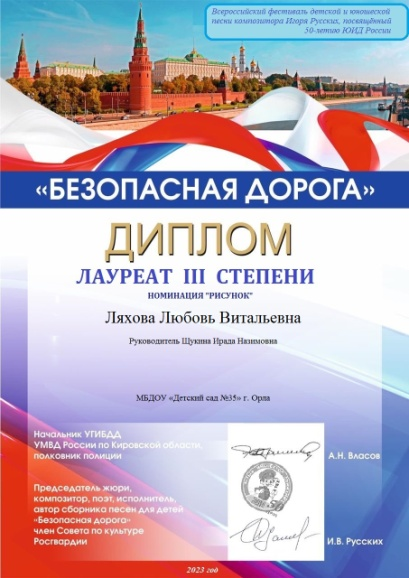 Всероссийский фестиваль детской и юношеской
песни композитора Игоря Русских, посвящённый
50-летию ЮИД России
«БЕЗОПАСНАЯ ДОРОГА»
ДИПЛОМ
ЛАУРЕАТ III СТЕПЕНИ
НОМИНАЦИЯ "РИСУНОК"
Ляхова Любовь Витальевна
Руководитель Щукина Ирада Назимовна
МБДОУ «Детский сад №35» г. Орла
Начальник УГИБДД
УМВД России по Кировской области,
полковник полиции
А.Н. Власов
Председатель жюри,
композитор, поэт, исполнитель,
автор сборника песен для детей
«Безопасная дорога»
член Совета по культуре
Росгвардии
И.В. Русских
2023 год